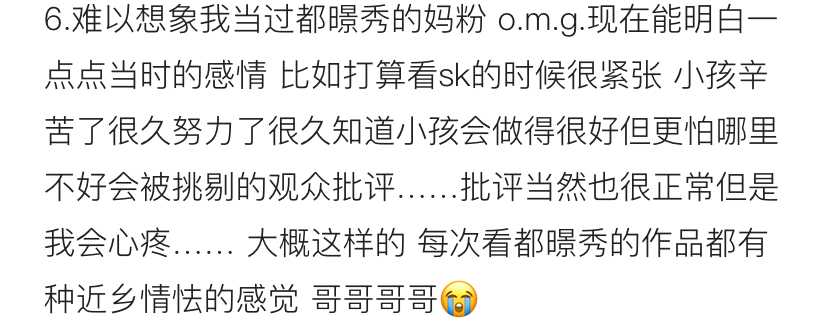 6.难以想象我当过都暻秀的妈粉 o.m.g.现在能明白一
点点当时的感情 比如打算看sk的时候很紧张 小孩辛
苦了很久努力了很久知道小孩会做得很好但更怕哪里
不好会被挑剔的观众批评……批评当然也很正常但是
我会心疼…… 大概这样的 每次看都暻秀的作品都有
种近乡情怯的感觉 哥哥哥哥😭